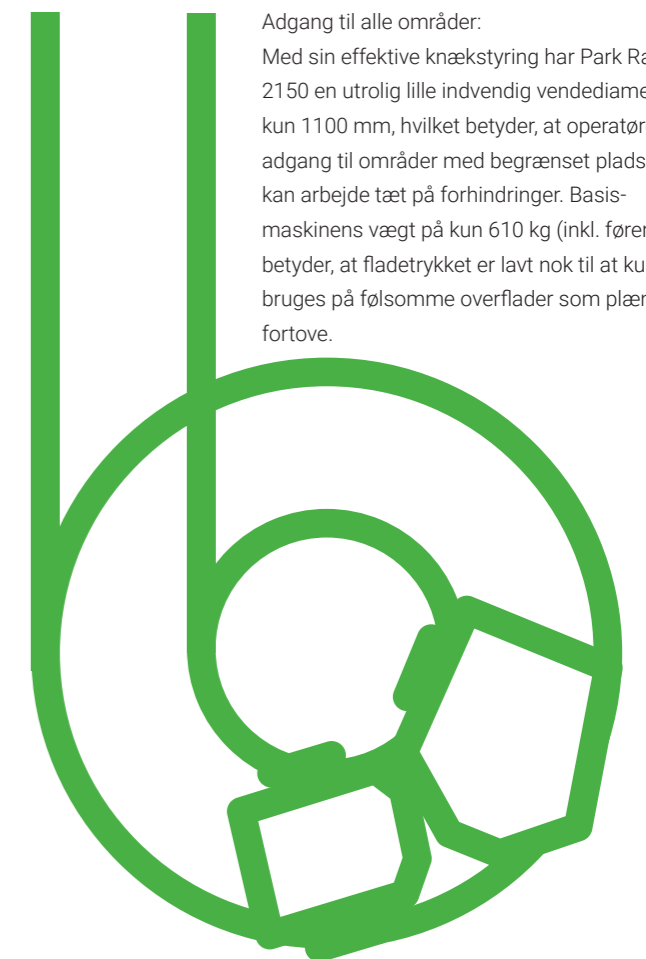 Adgang til alle områder:
Med sin effektive knækstyring har Park
2150 en utrolig lille indvendig
kun 1100 mm, hvilket betyder, at
adgang til områder med begrænset plads
kan arbejde tæt på forhindringer. Basis-
maskinens vægt på kun 610 kg (inkl.
betyder, at fladetrykket er lavt nok til at
bruges på følsomme overflader som
fortove.